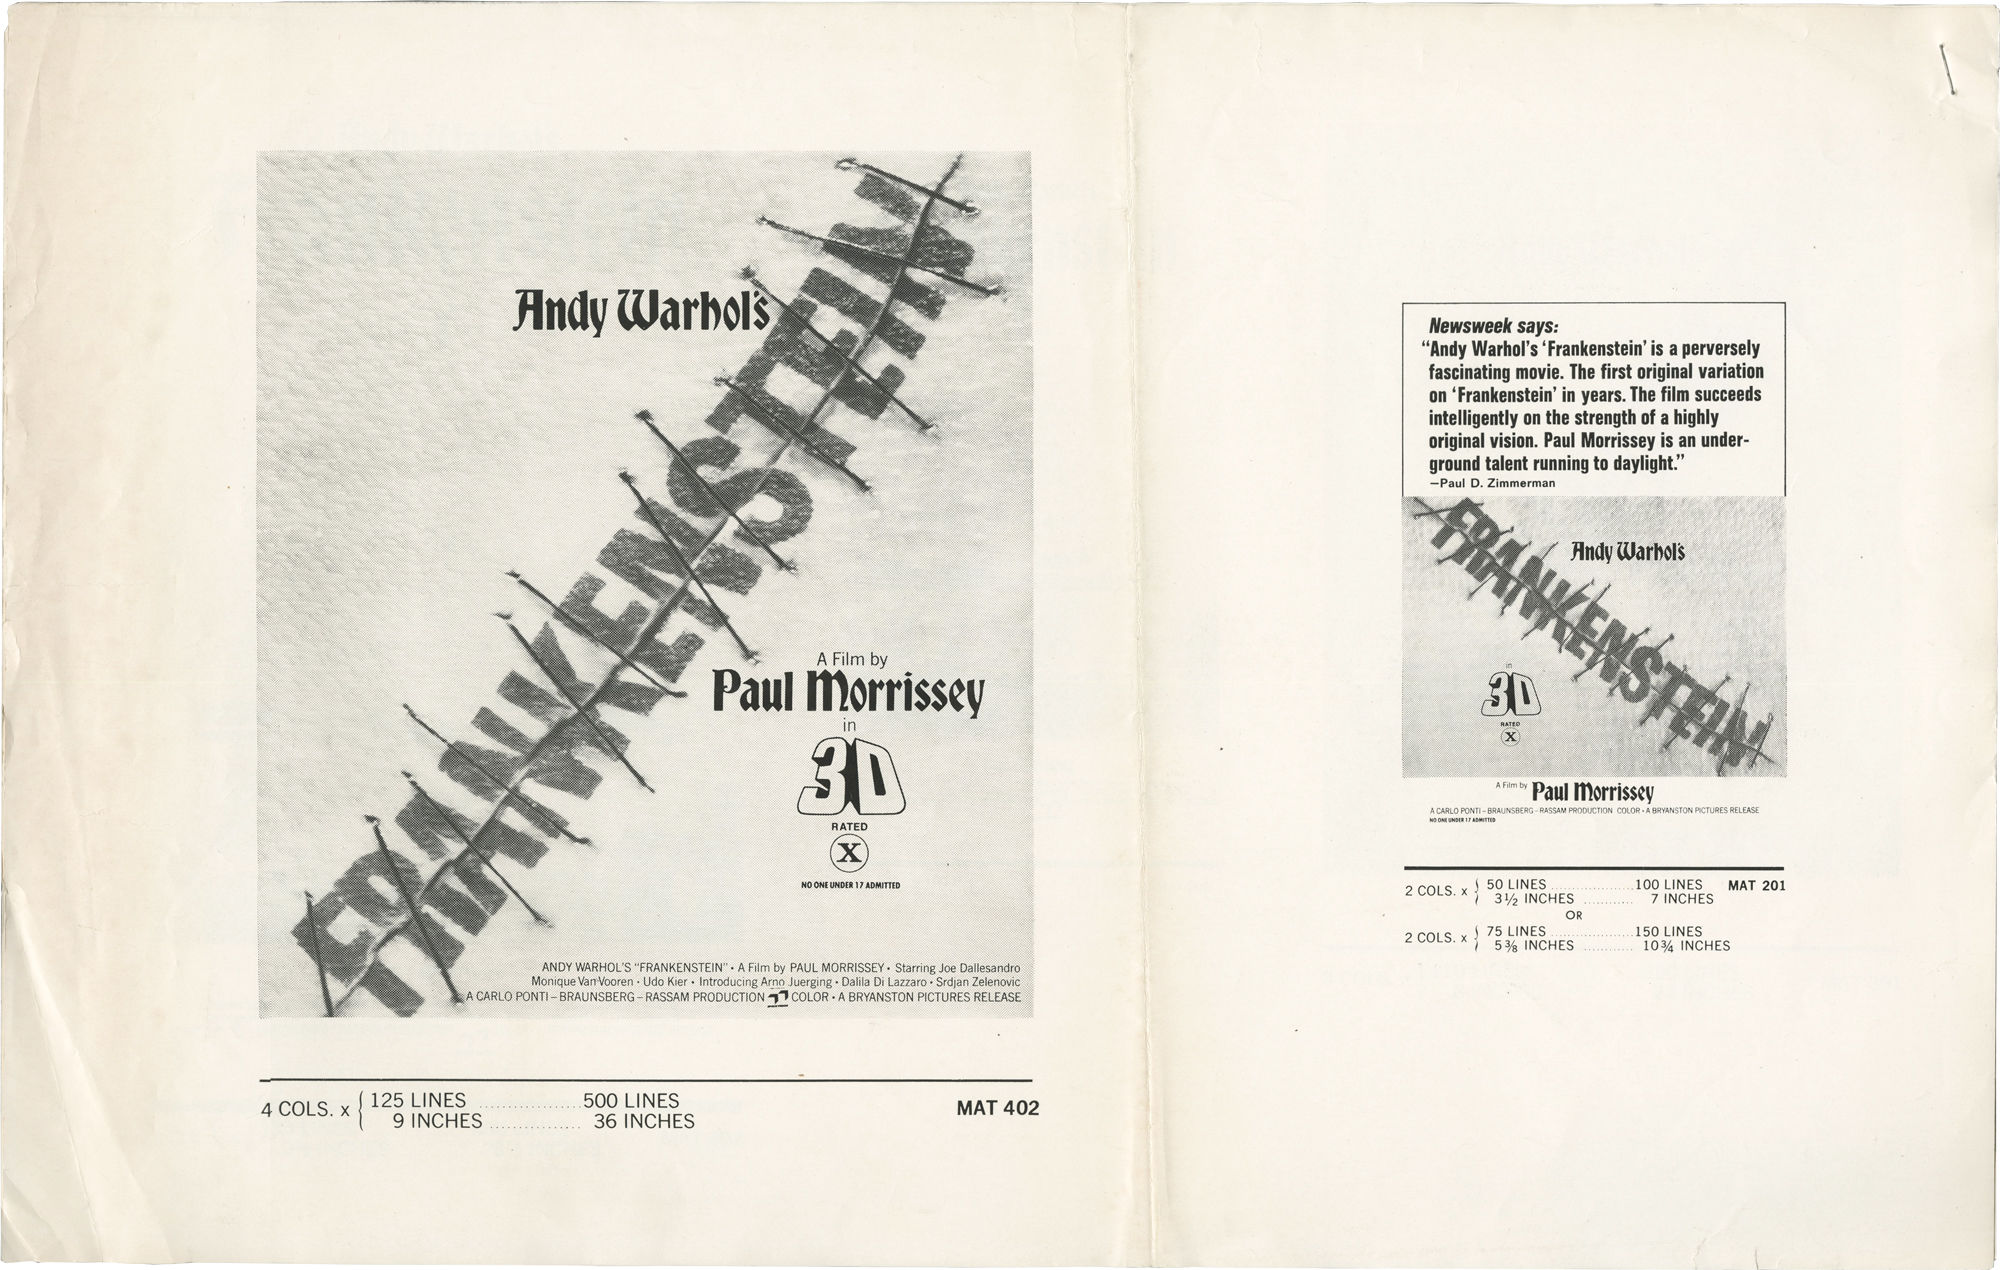 Andy Warhol's
FRANKENSTEIN
A Film by
Paul Morrissey
in
3D
RATED
X
NO ONE UNDER 17 ADMITTED
ANDY WARHOL'S "FRANKENSTEIN" • A Film by PAUL MORRISSEY • Starring Joe Dallesandro
Monique Van Vooren • Udo Kier • Introducing Arno Juerging • Dalila Di Lazzaro • Srdjan Zelenovic
A CARLO PONTI – BRAUNSBERG – RASSAM PRODUCTION COLOR • A BRYANSTON PICTURES RELEASE
4 COLS. x { 125 LINES ................. 500 LINES
9 INCHES ............... 36 INCHES
MAT 402
Newsweek says:
“Andy Warhol's ‘Frankenstein’ is a perversely
fascinating movie. The first original variation
on ‘Frankenstein’ in years. The film succeeds
intelligently on the strength of a highly
original vision. Paul Morrissey is an under-
ground talent running to daylight.”
—Paul D. Zimmerman
Andy Warhol's
FRANKENSTEIN
in
3D
RATED
X
A Film by Paul Morrissey
A CARLO PONTI – BRAUNSBERG – RASSAM PRODUCTION COLOR • A BRYANSTON PICTURES RELEASE
NO ONE UNDER 17 ADMITTED
2 COLS. x { 50 LINES .................... 100 LINES MAT 201
3½ INCHES ............ 7 INCHES
OR
2 COLS. x { 75 LINES .................... 150 LINES
5⅜ INCHES ............ 10¾ INCHES